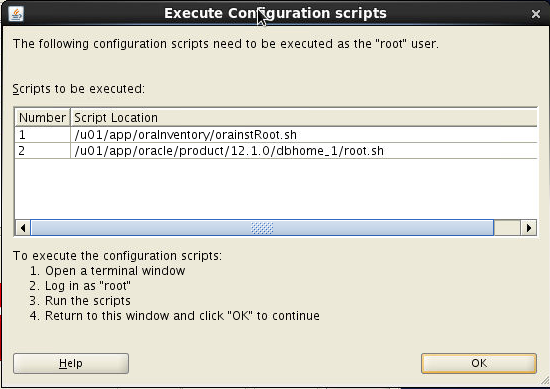 Execute Configuration scripts
The following configuration scripts need to be executed as the "root" user.
Scripts to be executed:
Number Script Location
1 /u01/app/oraInventory/orainstRoot.sh
2 /u01/app/oracle/product/12.1.0/dbhome_1/root.sh
To execute the configuration scripts:
1. Open a terminal window
2. Log in as "root"
3. Run the scripts
4. Return to this window and click "OK" to continue
Help OK